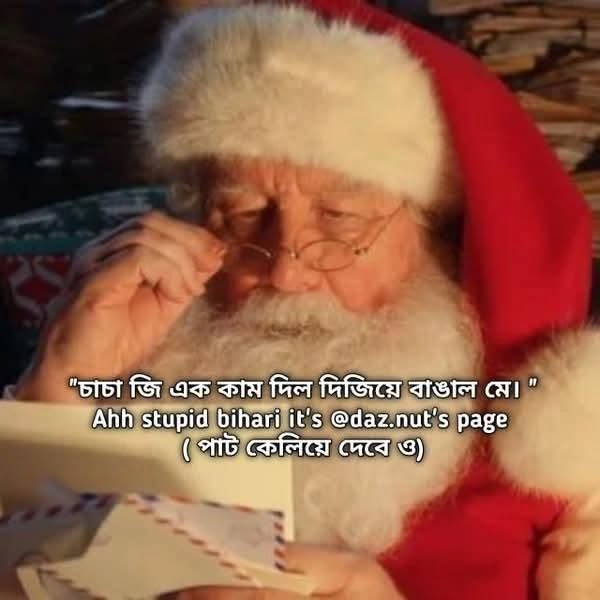 "চাচা জি এক কাম দিল দিজিয়ে বাঙাল মে। "
Ahh stupid bihari it's @daz.nut's page
( পাট কেলিয়ে দেবে ও)